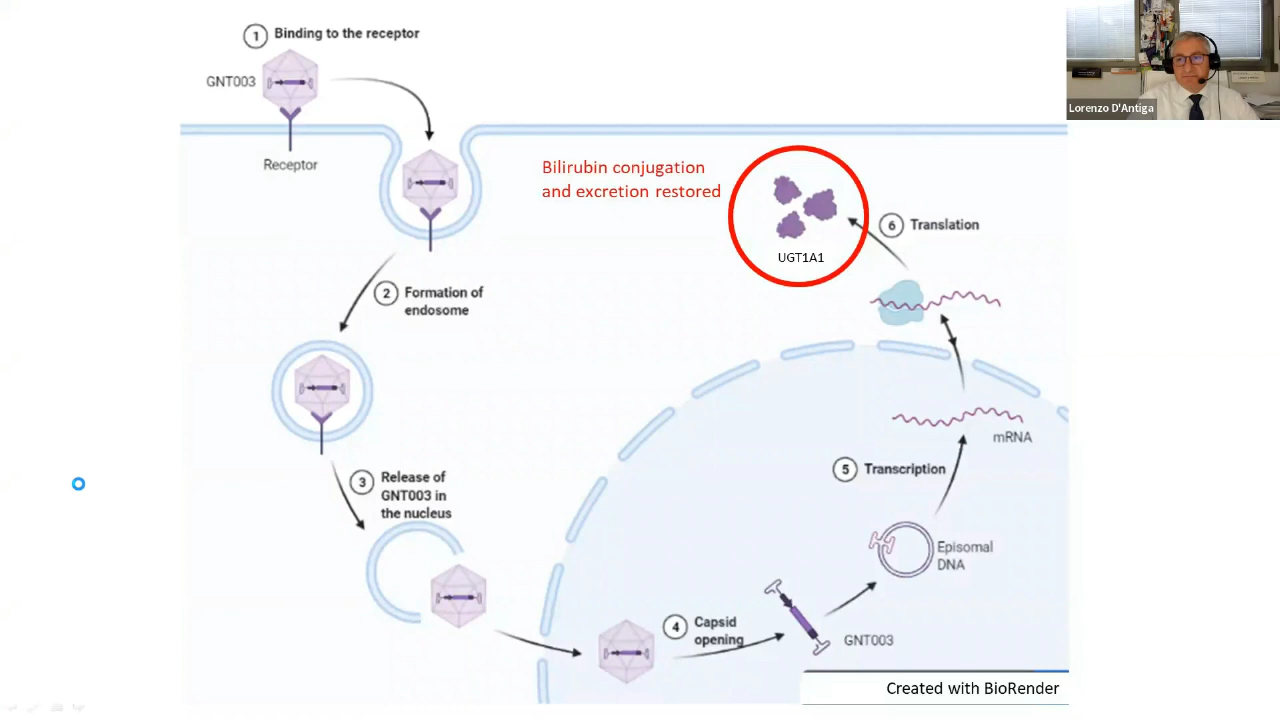 1 Binding to the receptor
GNT003
Receptor
Lorenzo D'Antiga
Bilirubin conjugation
and excretion restored
UGT1A1
6 Translation
2 Formation of
endosome
mRNA
3 Release of
GNT003 in
the nucleus
5 Transcription
Episomal
DNA
4 Capsid
opening
GNT003
Created with BioRender